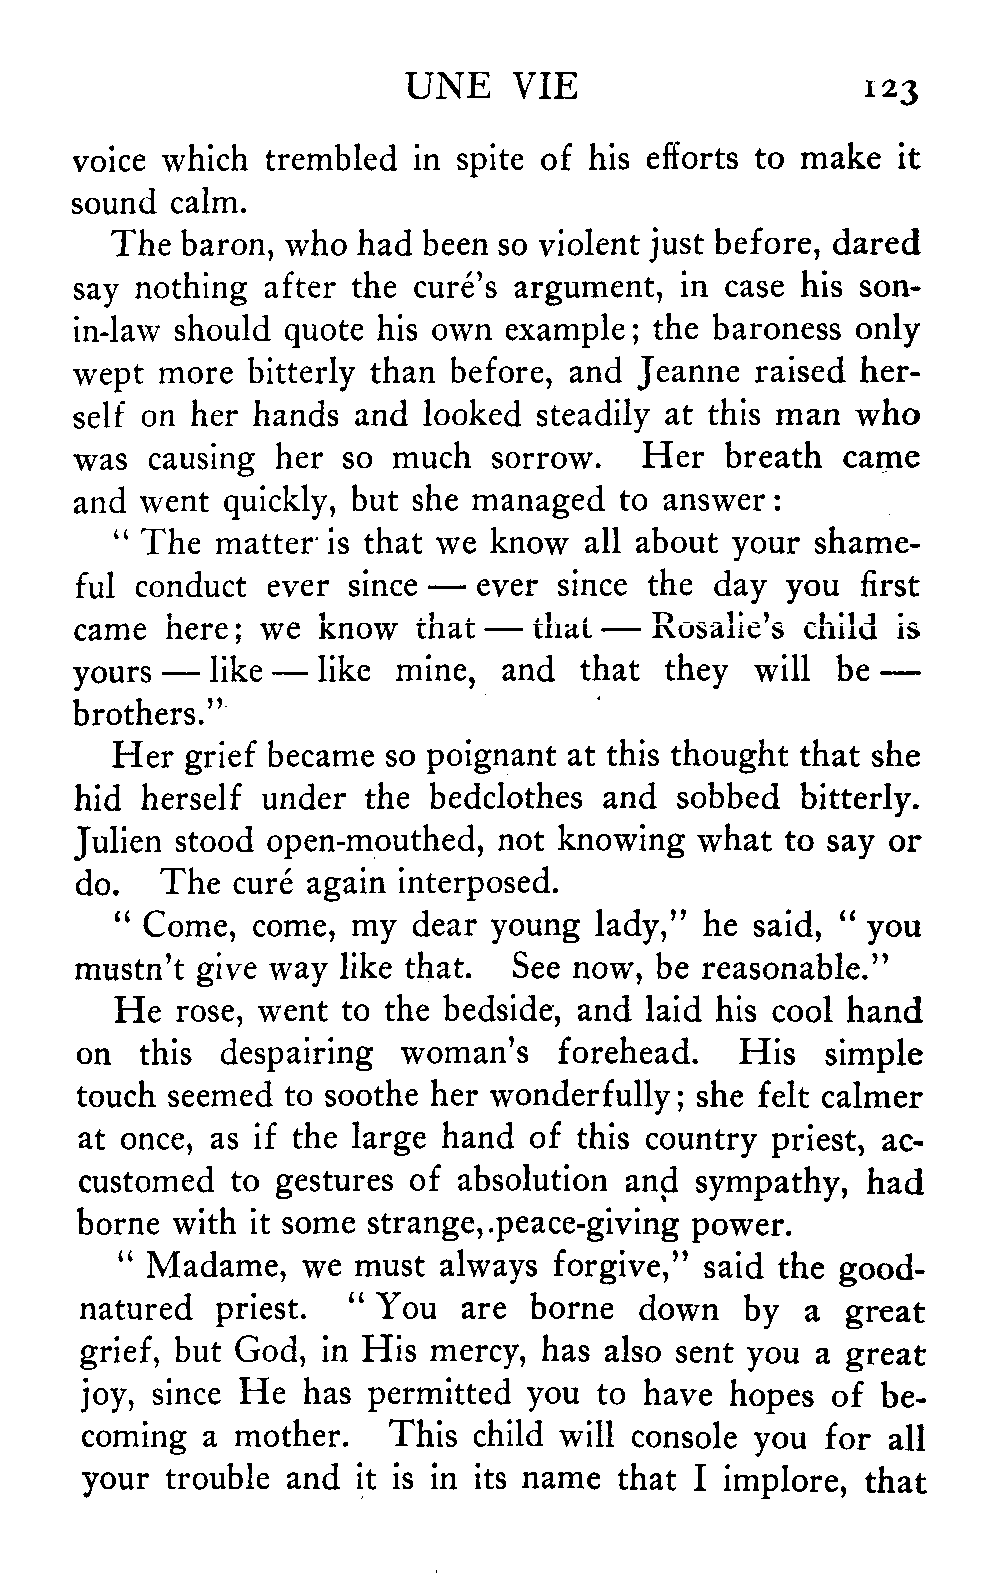 UNE VIE 123
voice which trembled in spite of his efforts to make it
sound calm.
The baron, who had been so violent just before, dared
say nothing after the curé's argument, in case his son-
in-law should quote his own example; the baroness only
wept more bitterly than before, and Jeanne raised her-
self on her hands and looked steadily at this man who
was causing her so much sorrow. Her breath came
and went quickly, but she managed to answer:
" The matter is that we know all about your shame-
ful conduct ever since — ever since the day you first
came here; we know that — that — Rosalie's child is
yours — like — like mine, and that they will be —
brothers."
Her grief became so poignant at this thought that she
hid herself under the bedclothes and sobbed bitterly.
Julien stood open-mouthed, not knowing what to say or
do. The curé again interposed.
" Come, come, my dear young lady," he said, " you
mustn't give way like that. See now, be reasonable."
He rose, went to the bedside, and laid his cool hand
on this despairing woman's forehead. His simple
touch seemed to soothe her wonderfully; she felt calmer
at once, as if the large hand of this country priest, ac-
customed to gestures of absolution and sympathy, had
borne with it some strange, peace-giving power.
" Madame, we must always forgive," said the good-
natured priest. " You are borne down by a great
grief, but God, in His mercy, has also sent you a great
joy, since He has permitted you to have hopes of be-
coming a mother. This child will console you for all
your trouble and it is in its name that I implore, that